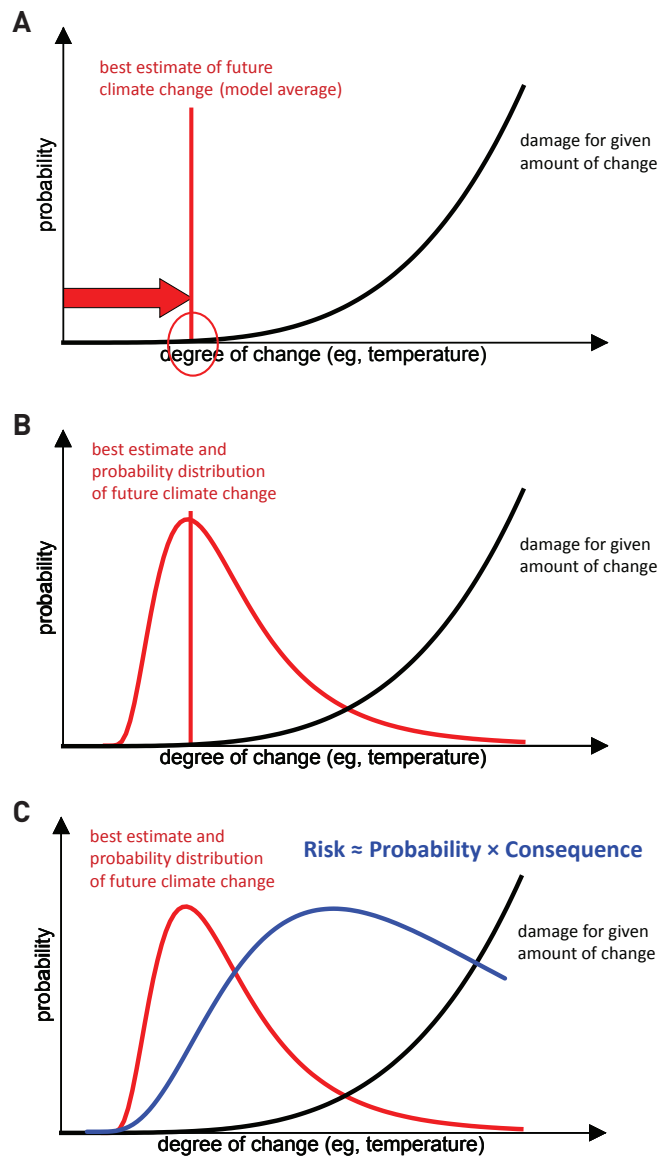 A
best estimate of future
climate change (model average)
damage for given
amount of change
probability
degree of change (eg, temperature)
B
best estimate and
probability distribution
of future climate change
damage for given
amount of change
probability
degree of change (eg, temperature)
C
best estimate and
probability distribution
of future climate change
Risk ≈ Probability × Consequence
damage for given
amount of change
probability
degree of change (eg, temperature)